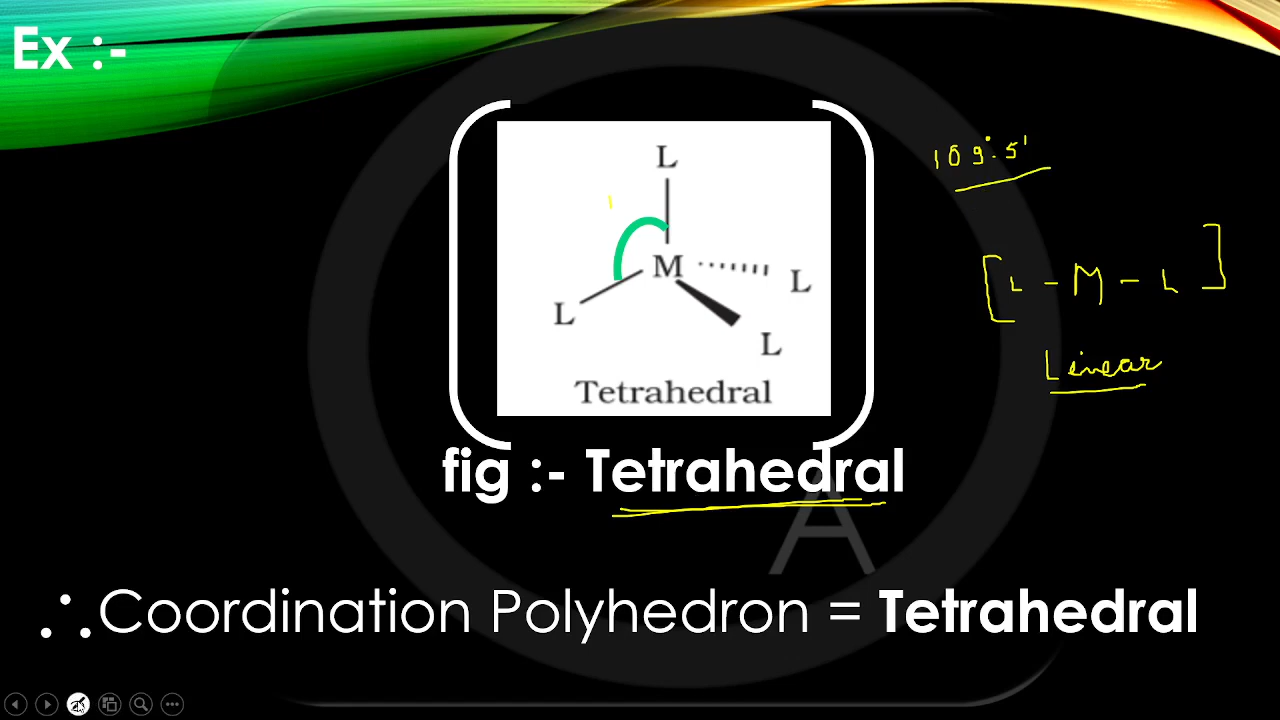 Ex :-
L
109°.5'
M
L
L
L
[L - M - L]
Linear
Tetrahedral
fig :- Tetrahedral
A
∴ Coordination Polyhedron = Tetrahedral